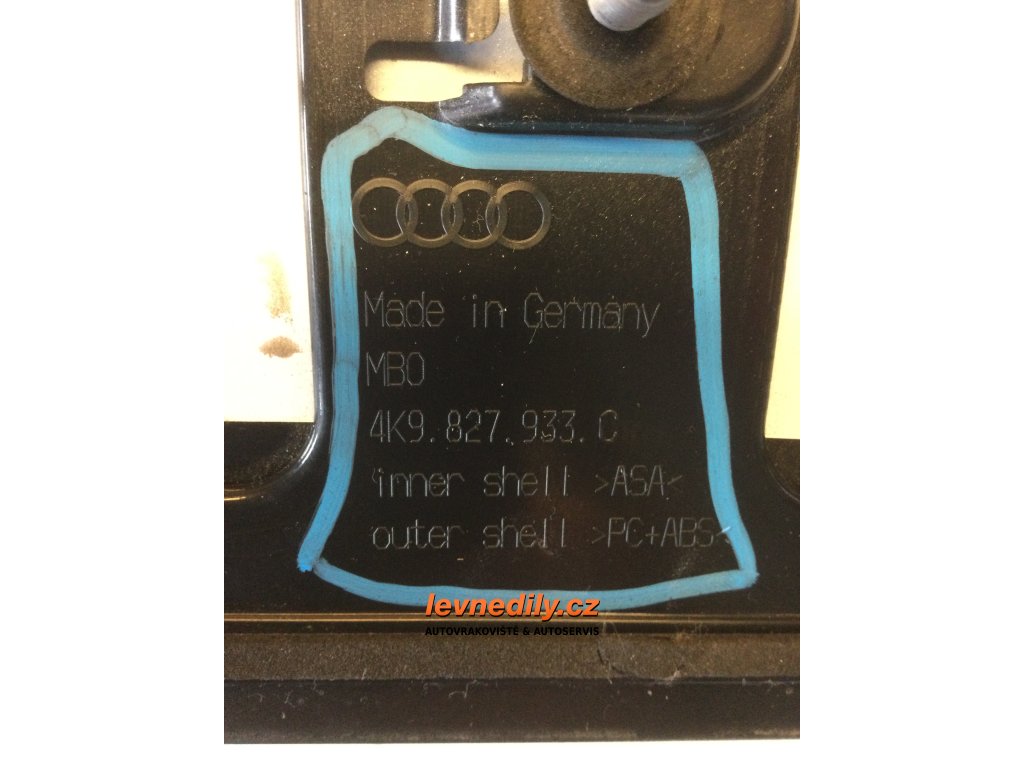 Made in Germany
MBO
4K9.827.933.C
inner shell >ASA<
outer shell >PC+ABS<
levnedily.cz
AUTOVRAKOVIŠTĚ & AUTOSERVIS